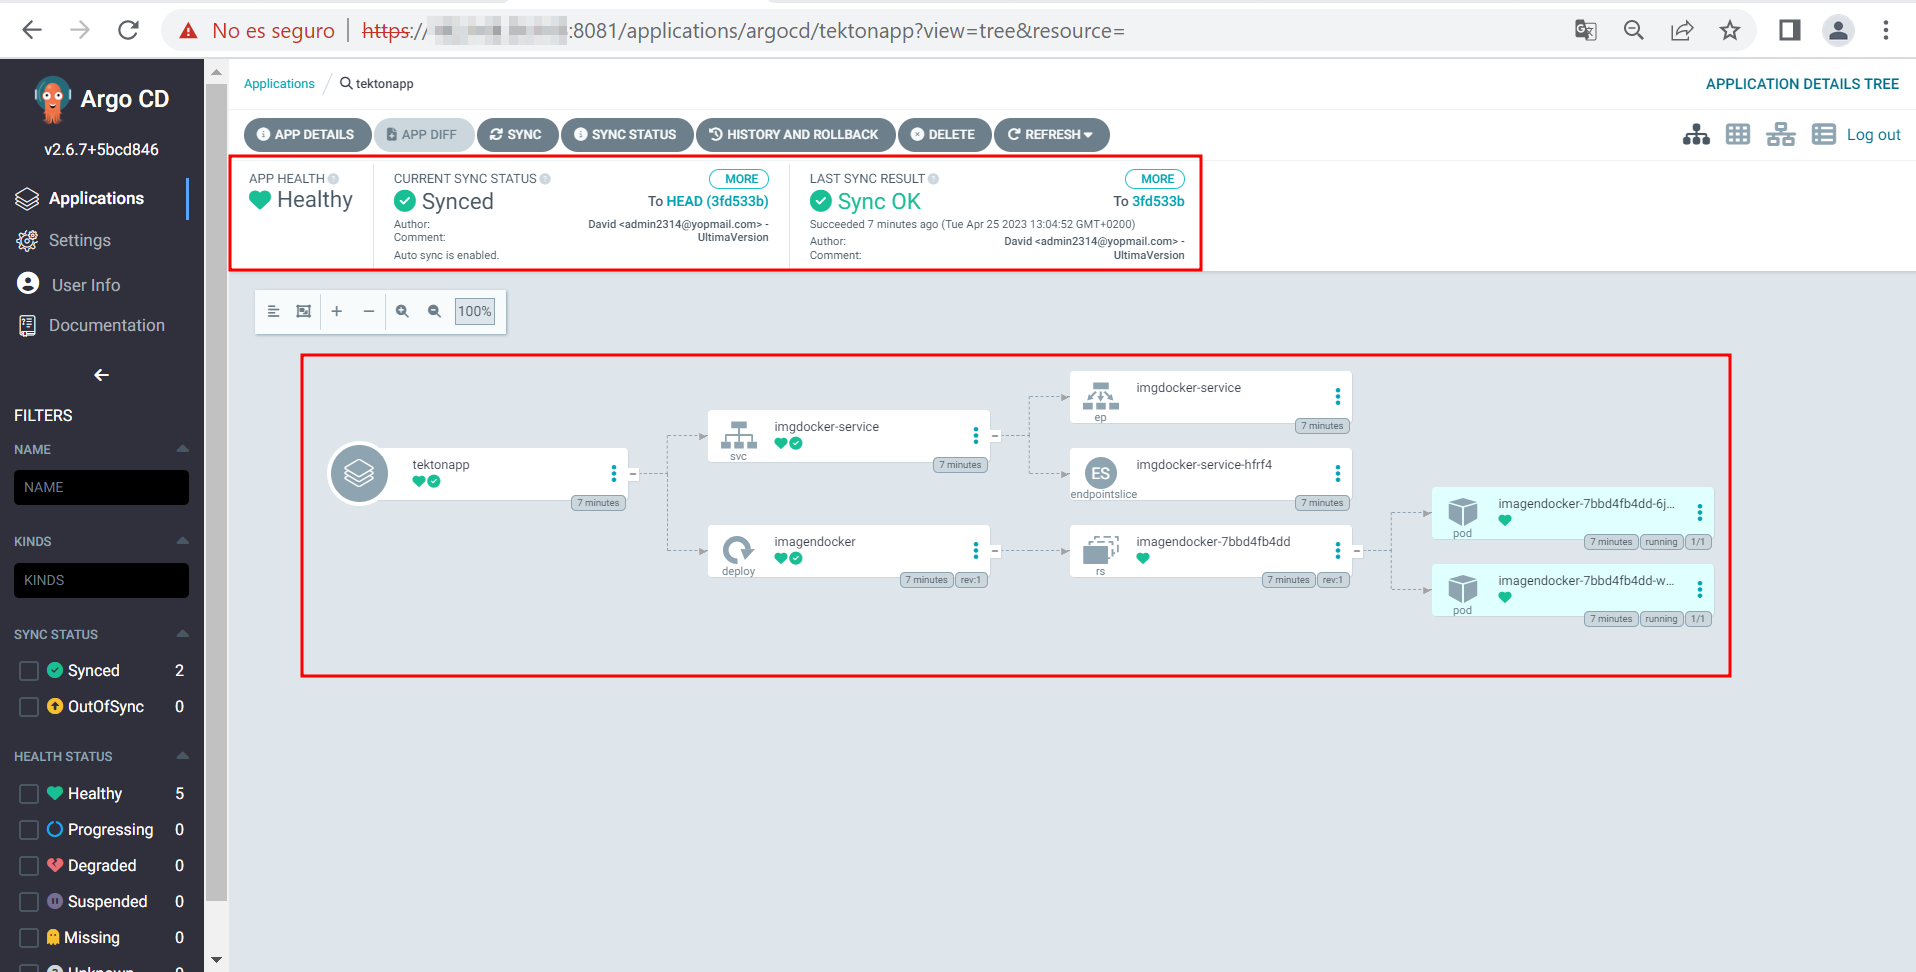 No es seguro | https:// :8081/applications/argocd/tektonapp?view=tree&resource=
Argo CD
v2.6.7+5bcd846
Applications
Settings
User Info
Documentation
FILTERS
NAME
NAME
KINDS
KINDS
SYNC STATUS
Synced 2
OutOfSync 0
HEALTH STATUS
Healthy 5
Progressing 0
Degraded 0
Suspended 0
Missing 0
Unknown 0
Applications / tektonapp
APPLICATION DETAILS TREE
APP DETAILS APP DIFF SYNC SYNC STATUS HISTORY AND ROLLBACK DELETE REFRESH
Log out
APP HEALTH
Healthy
CURRENT SYNC STATUS MORE
Synced To HEAD (3fd533b)
Author: David <admin2314@yopmail.com> -
Comment: UltimaVersion
Auto sync is enabled.
LAST SYNC RESULT MORE
Sync OK To 3fd533b
Succeeded 7 minutes ago (Tue Apr 25 2023 13:04:52 GMT+0200)
Author: David <admin2314@yopmail.com> -
Comment: UltimaVersion
100%
tektonapp
7 minutes
imgdocker-service
svc
7 minutes
imagendocker
deploy
7 minutes rev:1
imgdocker-service
ep
7 minutes
ES
imgdocker-service-hfrf4
endpointslice
7 minutes
imagendocker-7bbd4fb4dd
rs
7 minutes rev:1
imagendocker-7bbd4fb4dd-6j...
pod
7 minutes running 1/1
imagendocker-7bbd4fb4dd-w...
pod
7 minutes running 1/1